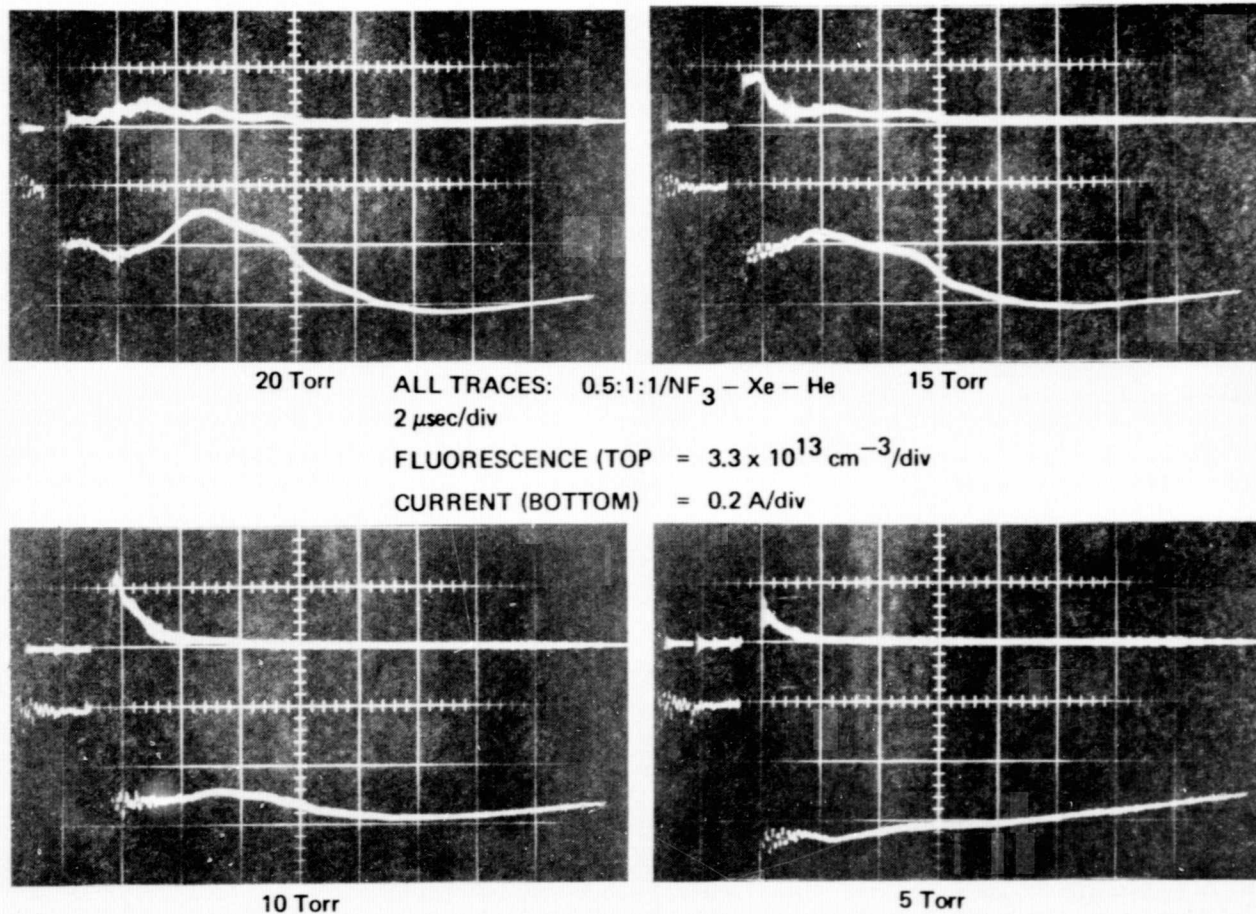 20 Torr
15 Torr
ALL TRACES: 0.5:1:1/NF3 – Xe – He
2 μsec/div
FLUORESCENCE (TOP = 3.3 x 10^13 cm^-3/div
CURRENT (BOTTOM) = 0.2 A/div
10 Torr
5 Torr